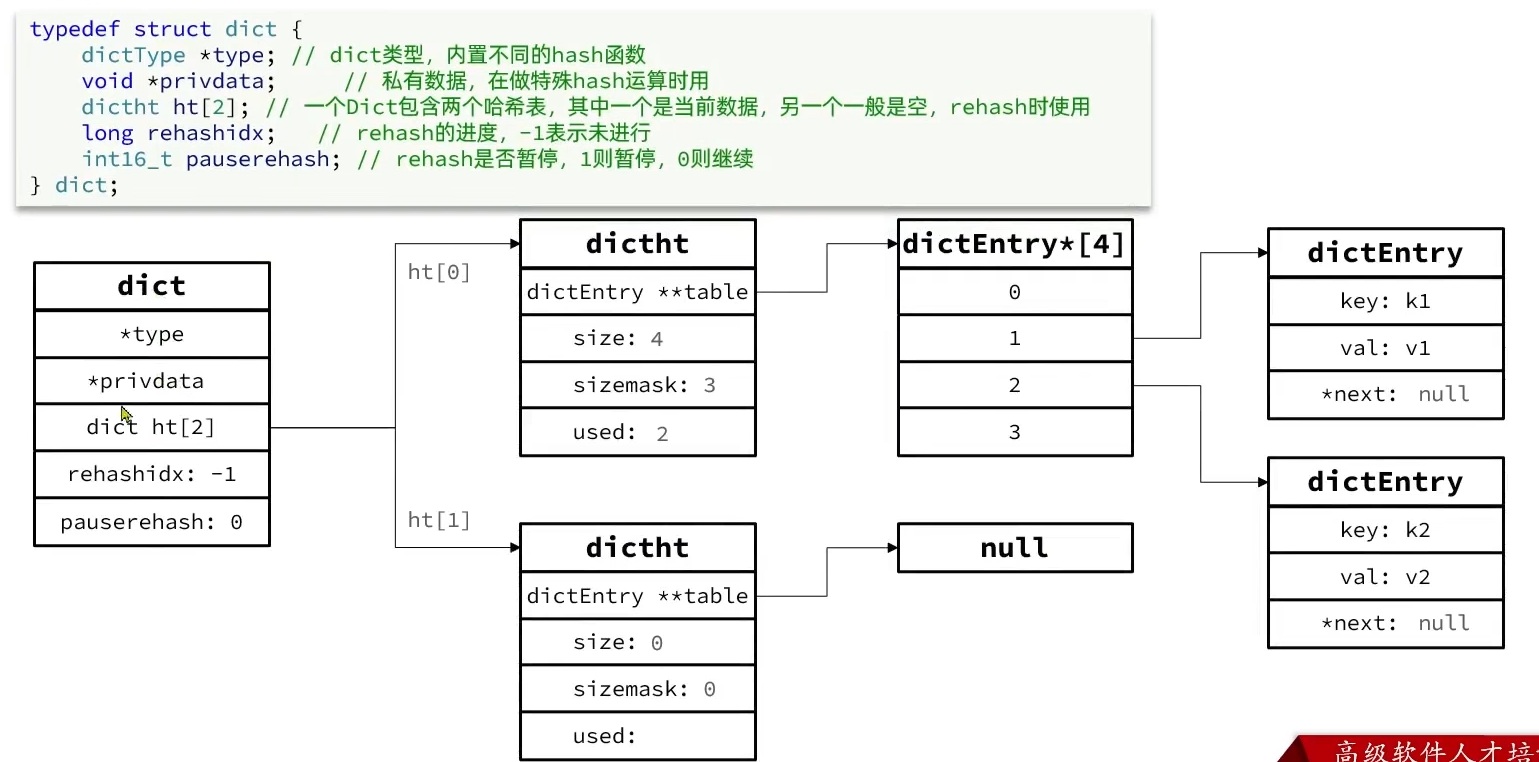 typedef struct dict {
dictType *type; // dict类型，内置不同的hash函数
void *privdata; // 私有数据，在做特殊hash运算时用
dictht ht[2]; // 一个Dict包含两个哈希表，其中一个是当前数据，另一个一般是空，rehash时使用
long rehashidx; // rehash的进度，-1表示未进行
int16_t pauserehash; // rehash是否暂停，1则暂停，0则继续
} dict;
dict
*type
*privdata
dict ht[2]
rehashidx: -1
pauserehash: 0
ht[0]
dictht
dictEntry **table
size: 4
sizemask: 3
used: 2
ht[1]
dictht
dictEntry **table
size: 0
sizemask: 0
used:
dictEntry*[4]
0
1
2
3
null
dictEntry
key: k1
val: v1
*next: null
dictEntry
key: k2
val: v2
*next: null
高级软件人才培